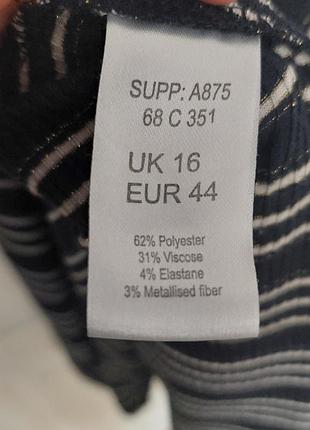 SUPP: A875
68 C 351
UK 16
EUR 44
62% Polyester
31% Viscose
4% Elastane
3% Metallised fiber